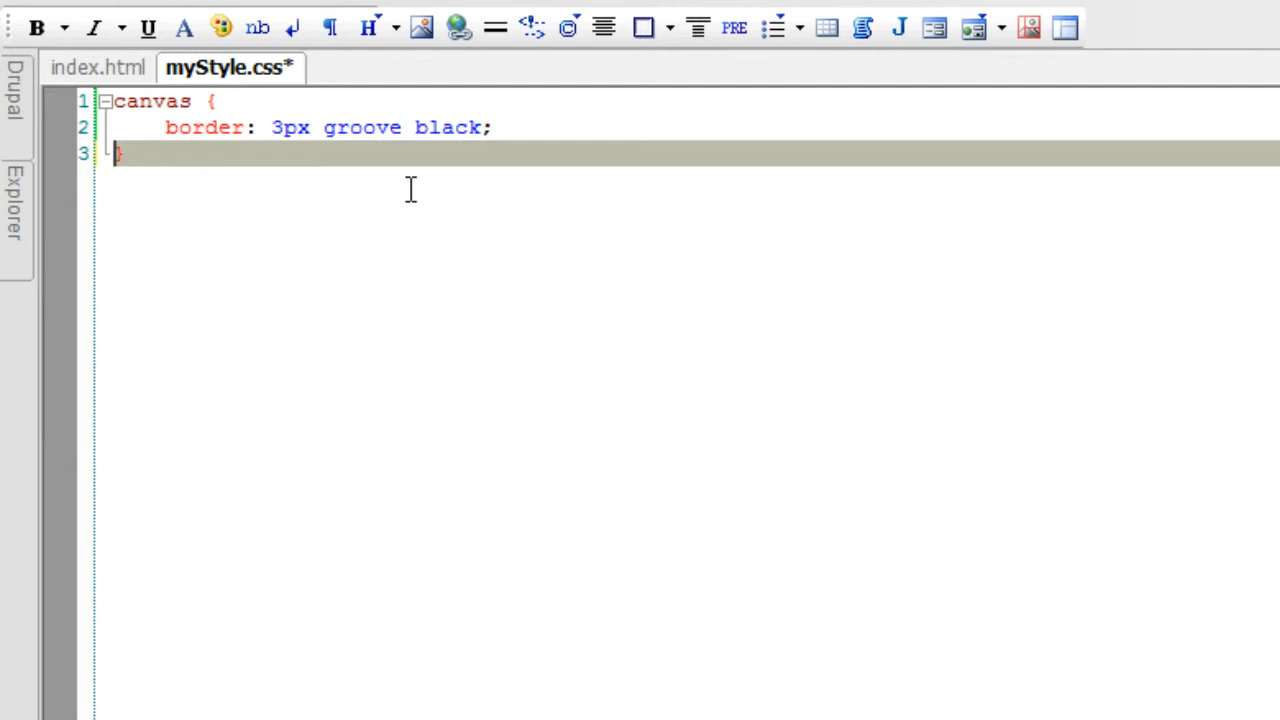 B I U A nb ¶ H © PRE J
index.html myStyle.css*
Drupal
Explorer
1 canvas {
2 border: 3px groove black;
3 }